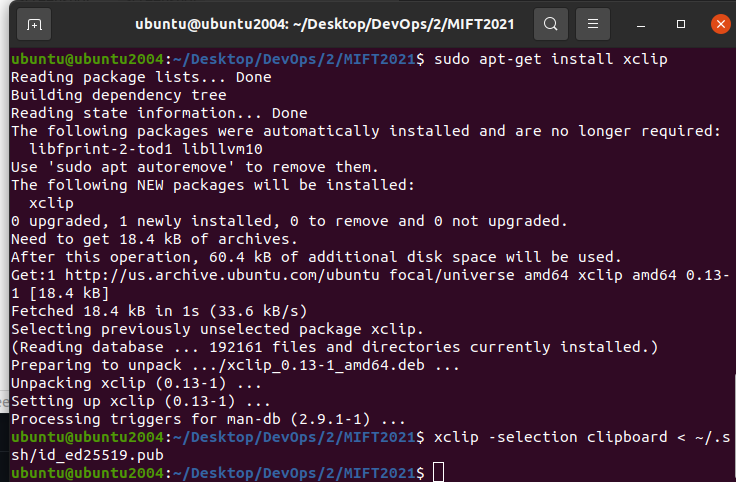 ubuntu@ubuntu2004: ~/Desktop/DevOps/2/MIFT2021
ubuntu@ubuntu2004:~/Desktop/DevOps/2/MIFT2021$ sudo apt-get install xclip
Reading package lists... Done
Building dependency tree
Reading state information... Done
The following packages were automatically installed and are no longer required:
  libfprint-2-tod1 libllvm10
Use 'sudo apt autoremove' to remove them.
The following NEW packages will be installed:
  xclip
0 upgraded, 1 newly installed, 0 to remove and 0 not upgraded.
Need to get 18.4 kB of archives.
After this operation, 60.4 kB of additional disk space will be used.
Get:1 http://us.archive.ubuntu.com/ubuntu focal/universe amd64 xclip amd64 0.13-
1 [18.4 kB]
Fetched 18.4 kB in 1s (33.6 kB/s)
Selecting previously unselected package xclip.
(Reading database ... 192161 files and directories currently installed.)
Preparing to unpack .../xclip_0.13-1_amd64.deb ...
Unpacking xclip (0.13-1) ...
Setting up xclip (0.13-1) ...
Processing triggers for man-db (2.9.1-1) ...
ubuntu@ubuntu2004:~/Desktop/DevOps/2/MIFT2021$ xclip -selection clipboard < ~/.s
sh/id_ed25519.pub
ubuntu@ubuntu2004:~/Desktop/DevOps/2/MIFT2021$